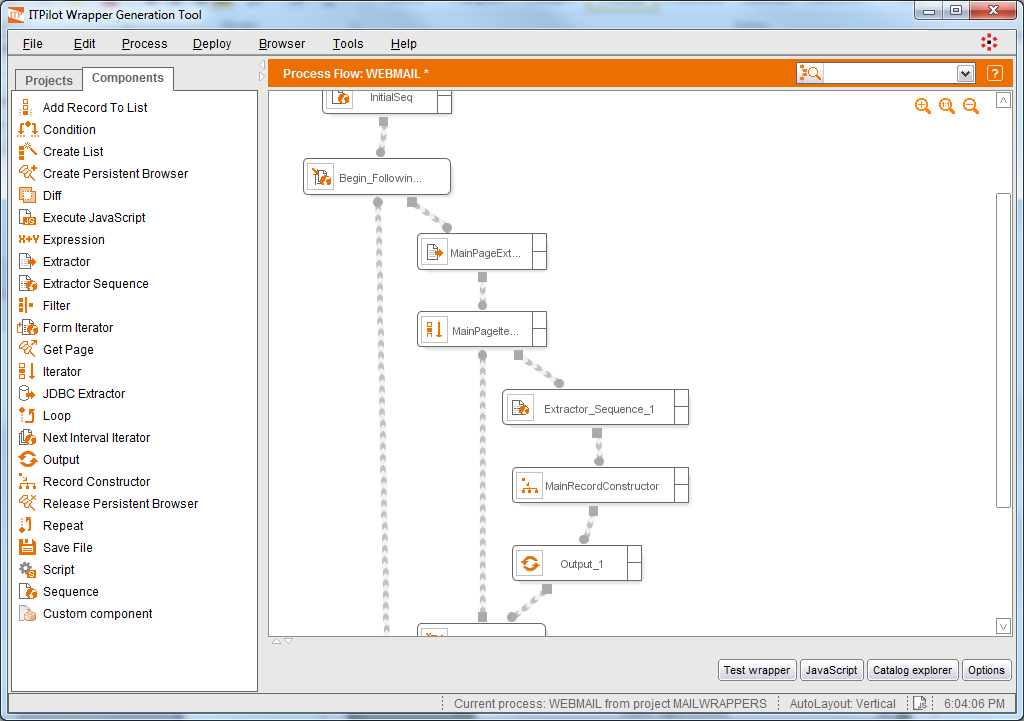 ITPilot Wrapper Generation Tool
File Edit Process Deploy Browser Tools Help
Projects Components
Process Flow: WEBMAIL *
?
Add Record To List
Condition
Create List
Create Persistent Browser
Diff
Execute JavaScript
X+Y Expression
Extractor
Extractor Sequence
Filter
Form Iterator
Get Page
Iterator
JDBC Extractor
Loop
Next Interval Iterator
Output
Record Constructor
Release Persistent Browser
Repeat
Save File
Script
Sequence
Custom component
InitialSeq
Begin_Followin...
MainPageExt...
MainPageIte...
Extractor_Sequence_1
MainRecordConstructor
Output_1
Test wrapper JavaScript Catalog explorer Options
Current process: WEBMAIL from project MAILWRAPPERS AutoLayout: Vertical 6:04:06 PM